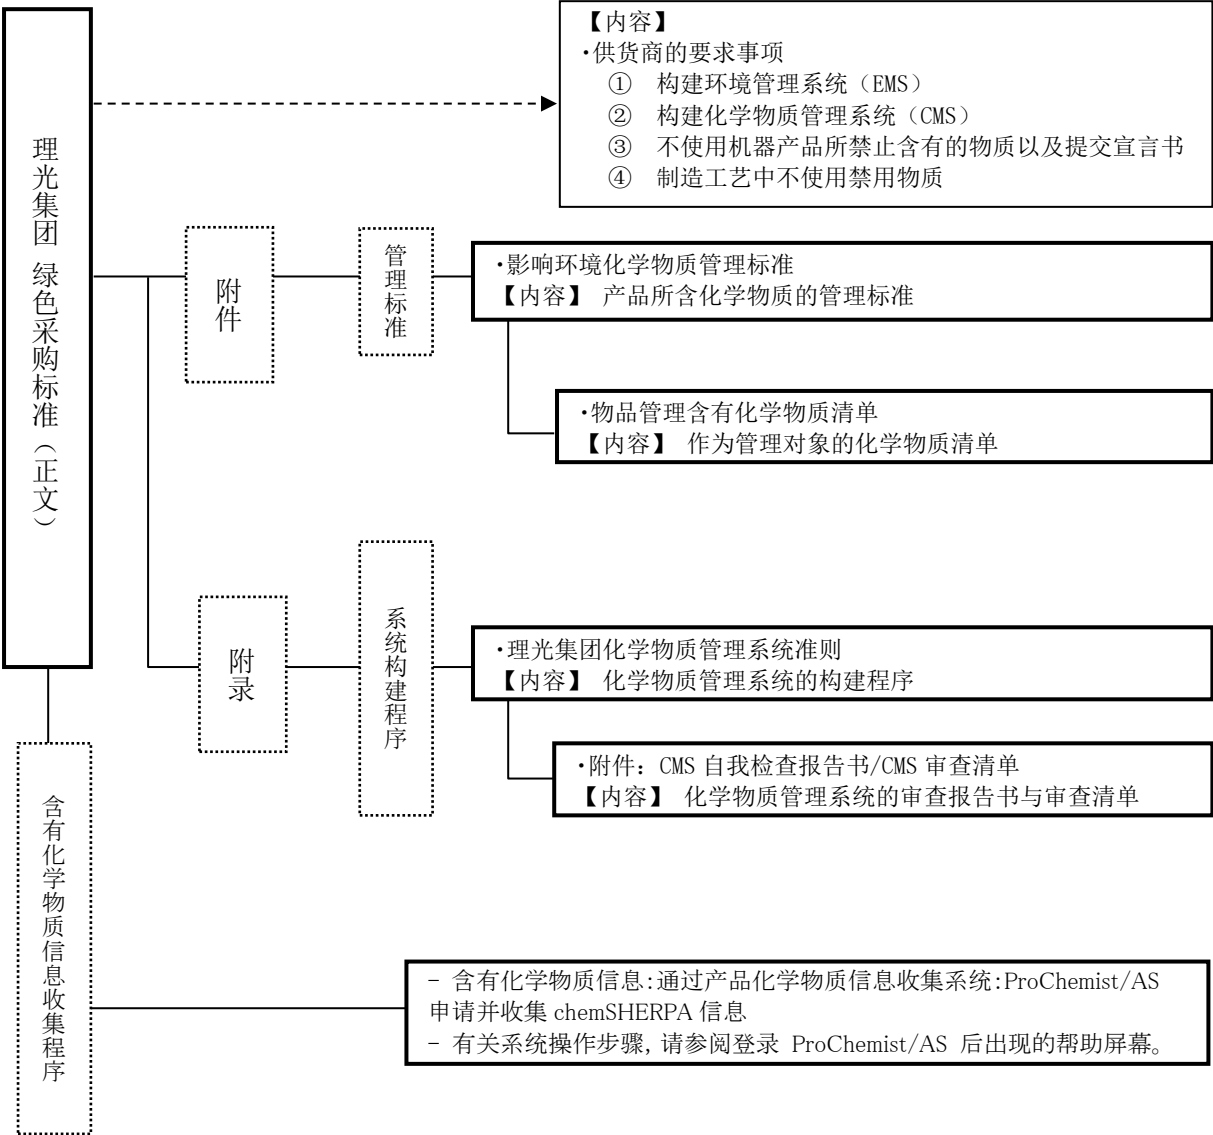 理光集团 绿色采购标准（正文）
【内容】
・供货商的要求事项
① 构建环境管理系统（EMS）
② 构建化学物质管理系统（CMS）
③ 不使用机器产品所禁止含有的物质以及提交宣言书
④ 制造工艺中不使用禁用物质
附件
管理标准
・影响环境化学物质管理标准
【内容】 产品所含化学物质的管理标准
・物品管理含有化学物质清单
【内容】 作为管理对象的化学物质清单
附录
系统构建程序
・理光集团化学物质管理系统准则
【内容】 化学物质管理系统的构建程序
・附件：CMS 自我检查报告书/CMS 审查清单
【内容】 化学物质管理系统的审查报告书与审查清单
含有化学物质信息收集程序
- 含有化学物质信息：通过产品化学物质信息收集系统：ProChemist/AS
申请并收集 chemSHERPA 信息
- 有关系统操作步骤，请参阅登录 ProChemist/AS 后出现的帮助屏幕。